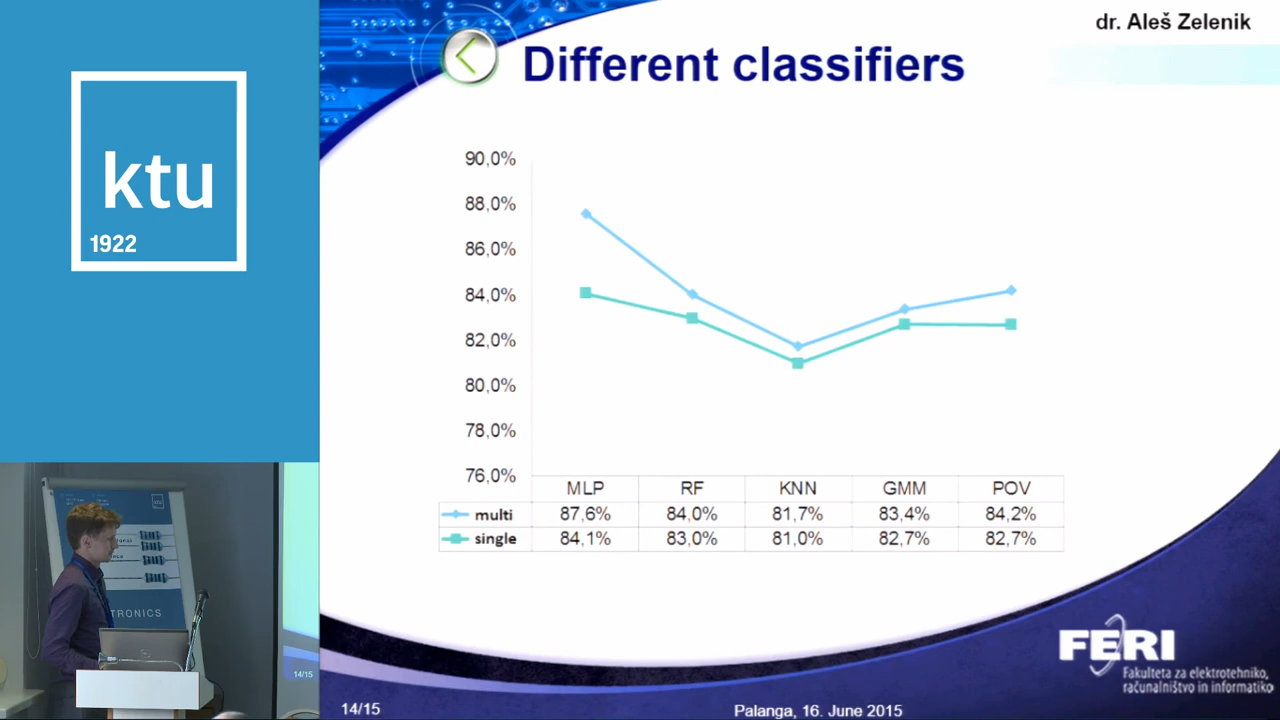 ktu
1922
dr. Aleš Zelenik
Different classifiers
90,0%
88,0%
86,0%
84,0%
82,0%
80,0%
78,0%
76,0%
MLP RF KNN GMM POV
multi 87,6% 84,0% 81,7% 83,4% 84,2%
single 84,1% 83,0% 81,0% 82,7% 82,7%
FERI
Fakulteta za elektrotehniko,
računalništvo in informatiko
14/15
Palanga, 16. June 2015
ktu
TRONICS
14/15